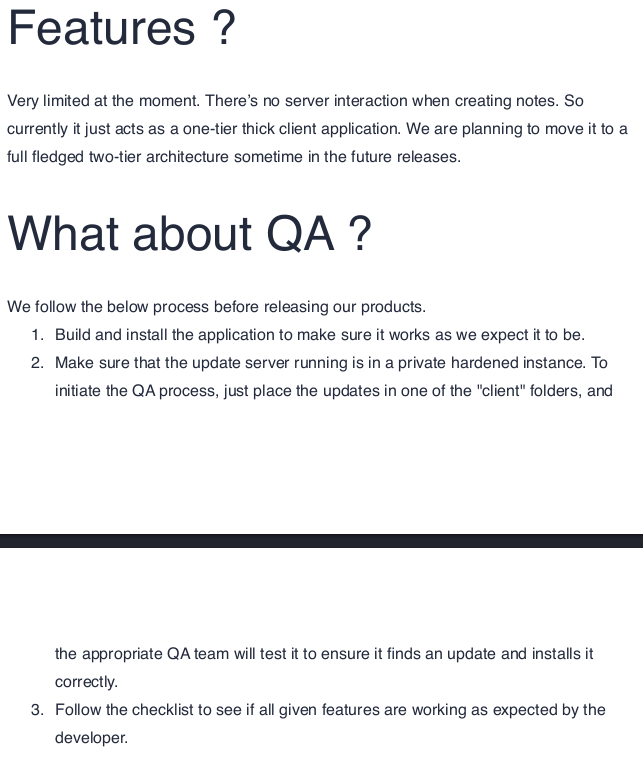 Features ?
Very limited at the moment. There’s no server interaction when creating notes. So
currently it just acts as a one-tier thick client application. We are planning to move it to a
full fledged two-tier architecture sometime in the future releases.
What about QA ?
We follow the below process before releasing our products.
1. Build and install the application to make sure it works as we expect it to be.
2. Make sure that the update server running is in a private hardened instance. To
initiate the QA process, just place the updates in one of the "client" folders, and
the appropriate QA team will test it to ensure it finds an update and installs it
correctly.
3. Follow the checklist to see if all given features are working as expected by the
developer.